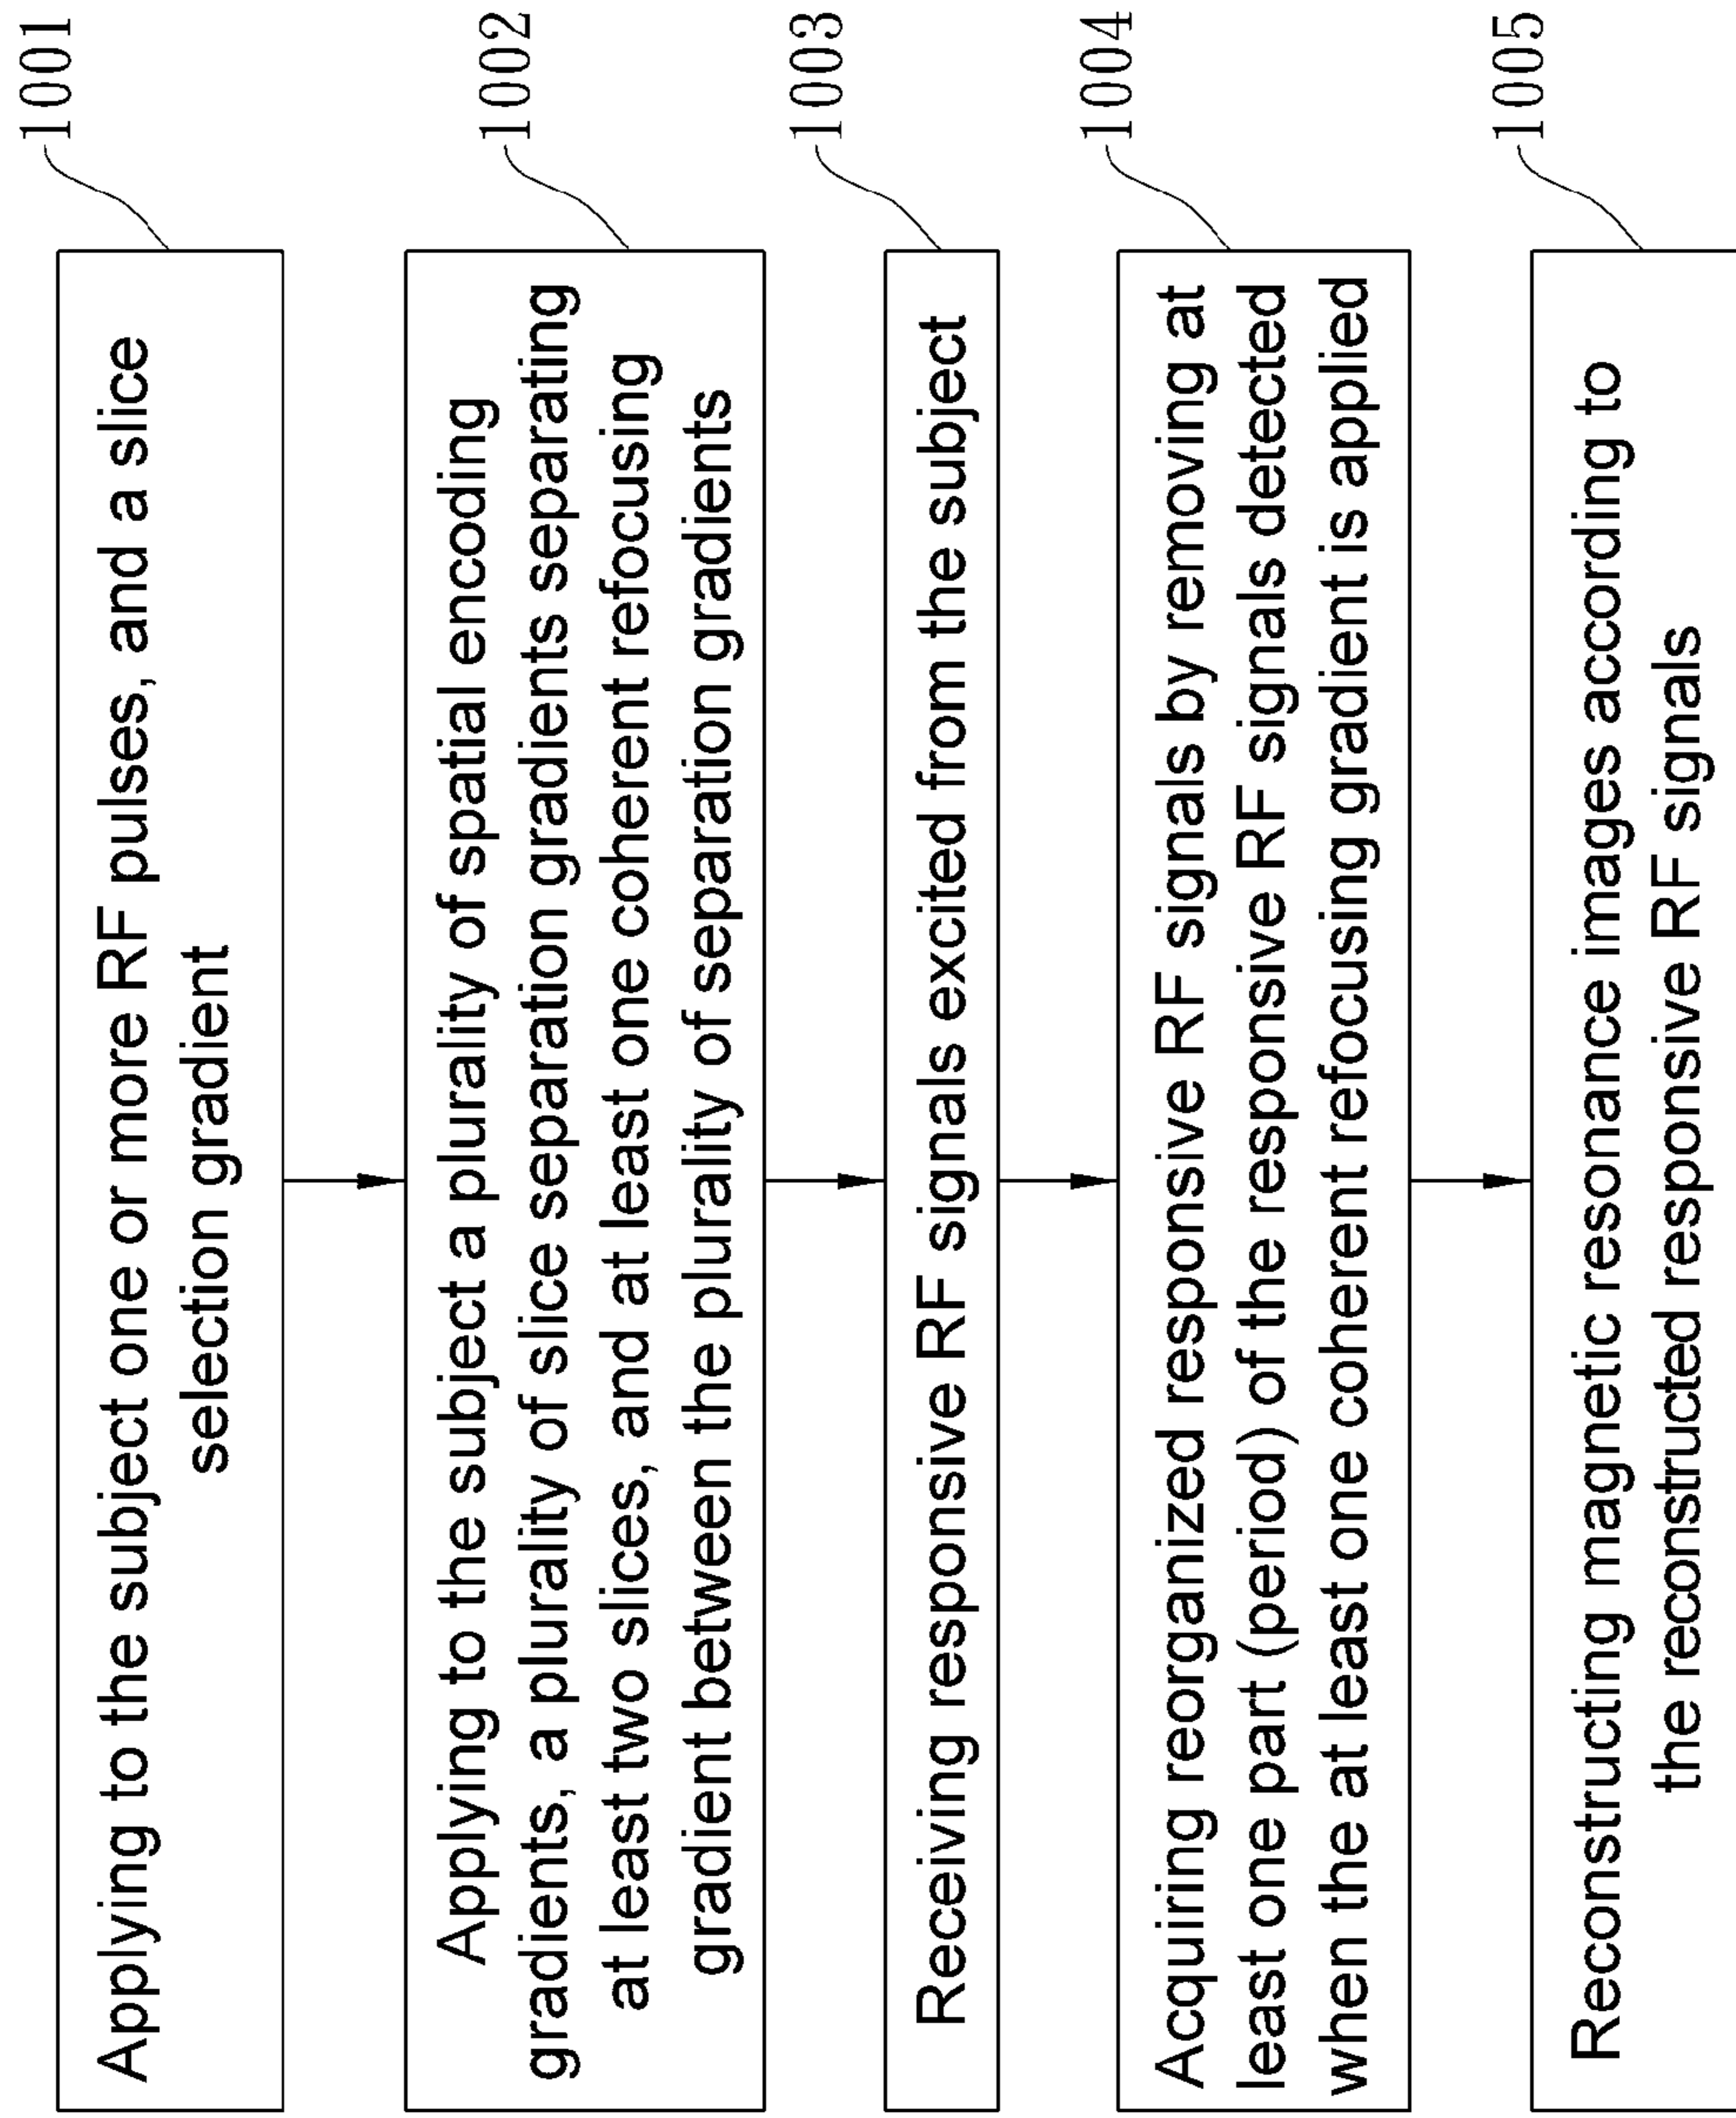 1001
Applying to the subject one or more RF pulses, and a slice
selection gradient
1002
Applying to the subject a plurality of spatial encoding
gradients, a plurality of slice separation gradients separating
at least two slices, and at least one coherent refocusing
gradient between the plurality of separation gradients
1003
Receiving responsive RF signals excited from the subject
1004
Acquiring reorganized responsive RF signals by removing at
least one part (period) of the responsive RF signals detected
when the at least one coherent refocusing gradient is applied
1005
Reconstructing magnetic resonance images according to
the reconstructed responsive RF signals